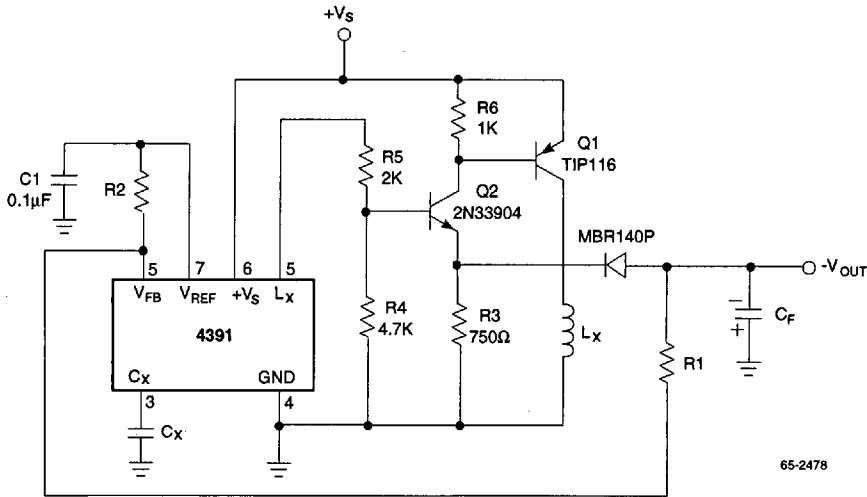 +VS
R6
1K
Q1
TIP116
R5
2K
C1
0.1µF
R2
Q2
2N33904
MBR140P
-VOUT
5
7
6
5
VFB
VREF
+VS
LX
4391
R4
4.7K
R3
750Ω
LX
−
+
CF
R1
CX
GND
3
4
CX
65-2478